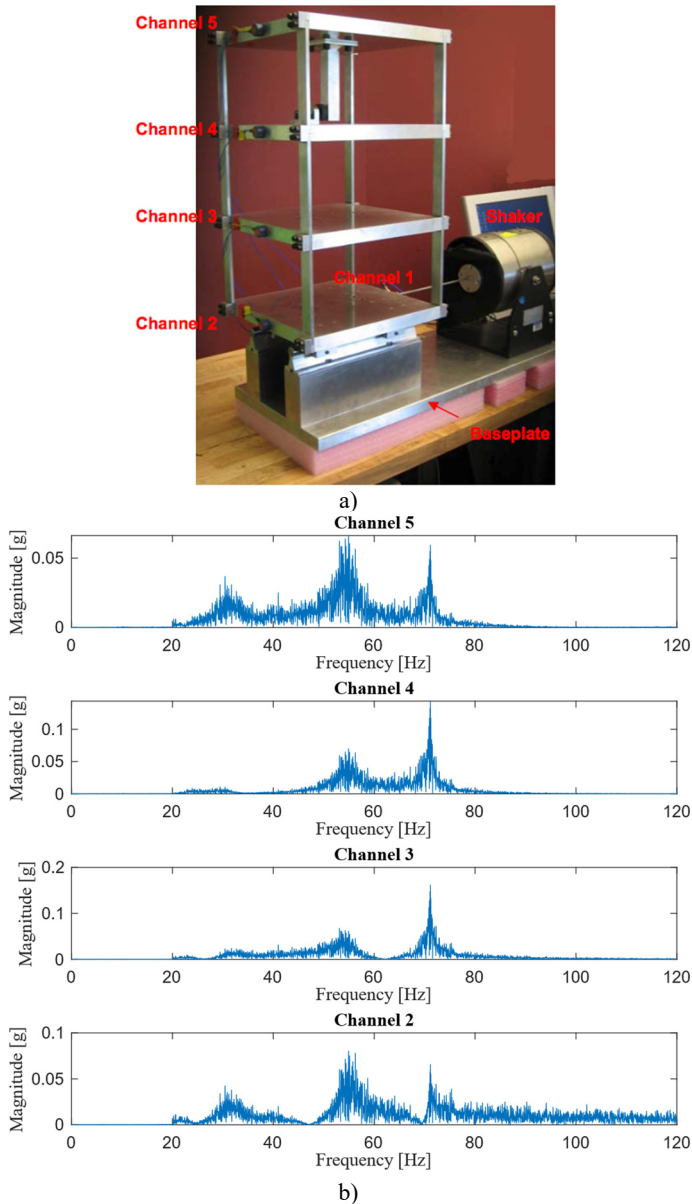 Channel 5
Channel 4
Channel 3
Shaker
Channel 1
Channel 2
Baseplate
a)
Channel 5
Magnitude [g]
0.05
0
0 20 40 60 80 100 120
Frequency [Hz]
Channel 4
Magnitude [g]
0.1
0.05
0
0 20 40 60 80 100 120
Frequency [Hz]
Channel 3
Magnitude [g]
0.2
0.1
0
0 20 40 60 80 100 120
Frequency [Hz]
Channel 2
Magnitude [g]
0.1
0.05
0
0 20 40 60 80 100 120
Frequency [Hz]
b)